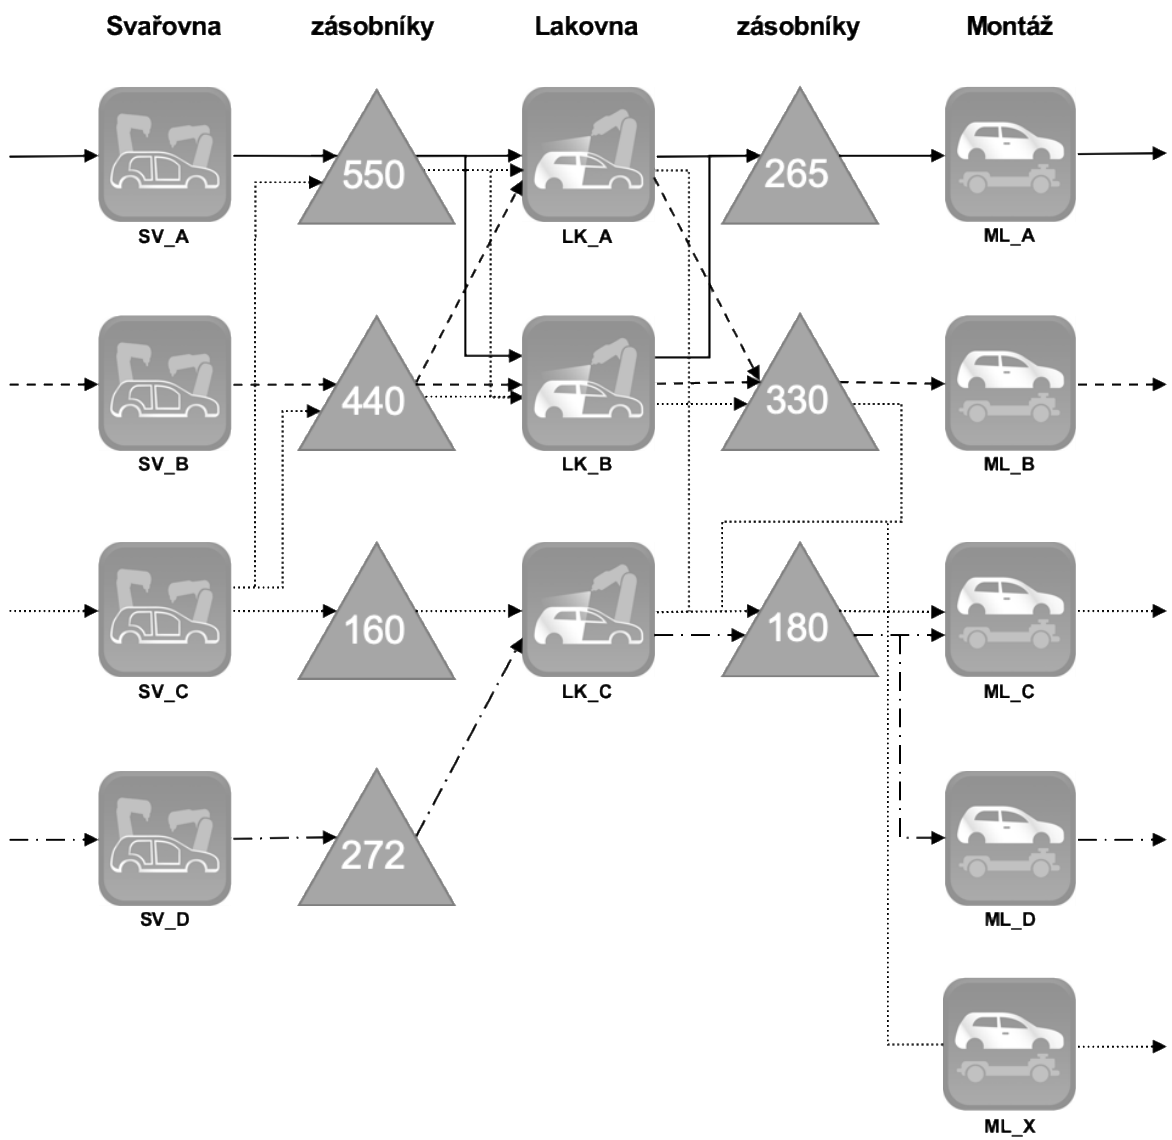 Svařovna zásobníky Lakovna zásobníky Montáž
550 265
SV_A LK_A ML_A
440 330
SV_B LK_B ML_B
160 180
SV_C LK_C ML_C
272
SV_D ML_D
ML_X